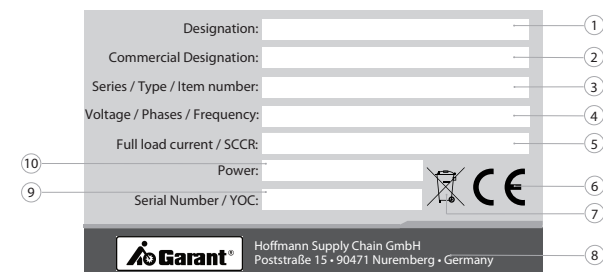 Designation: 1
Commercial Designation: 2
Series / Type / Item number: 3
Voltage / Phases / Frequency: 4
Full load current / SCCR: 5
10 Power:
9 Serial Number / YOC:
CE 6
7
Garant®
Hoffmann Supply Chain GmbH 8
Poststraße 15 • 90471 Nuremberg • Germany